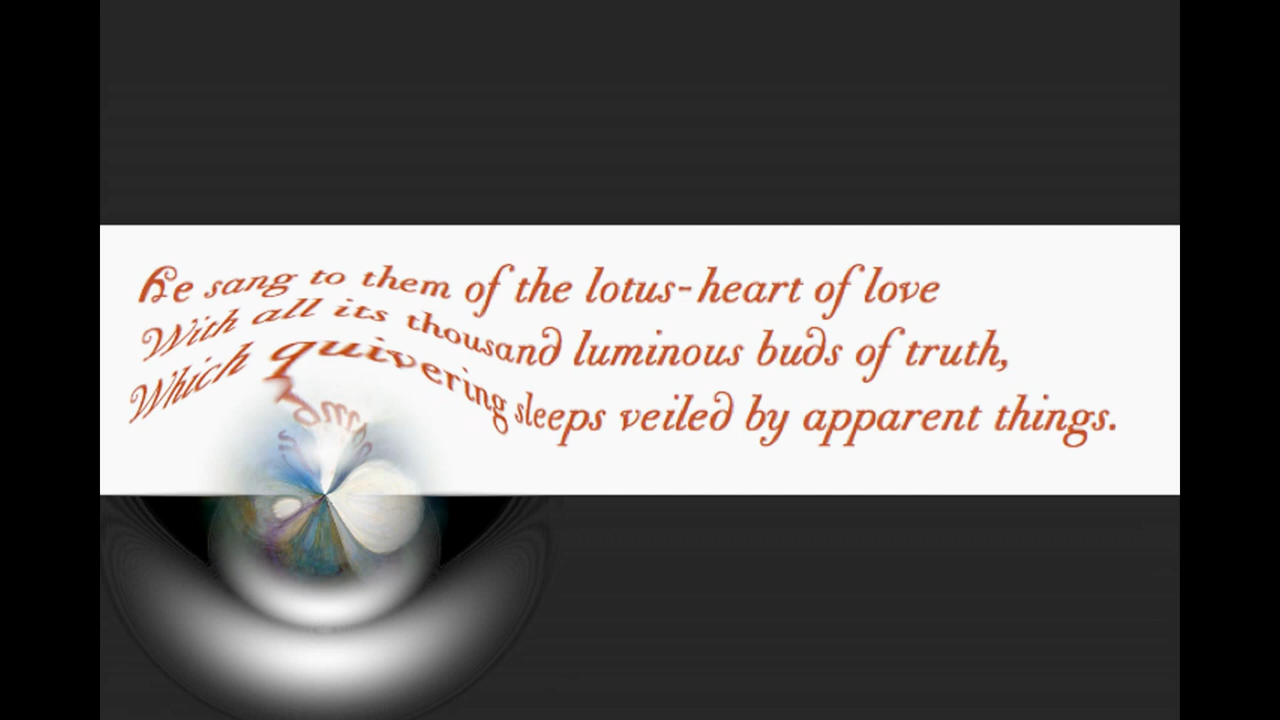 He sang to them of the lotus-heart of love
With all its thousand luminous buds of truth,
Which quivering sleeps veiled by apparent things.